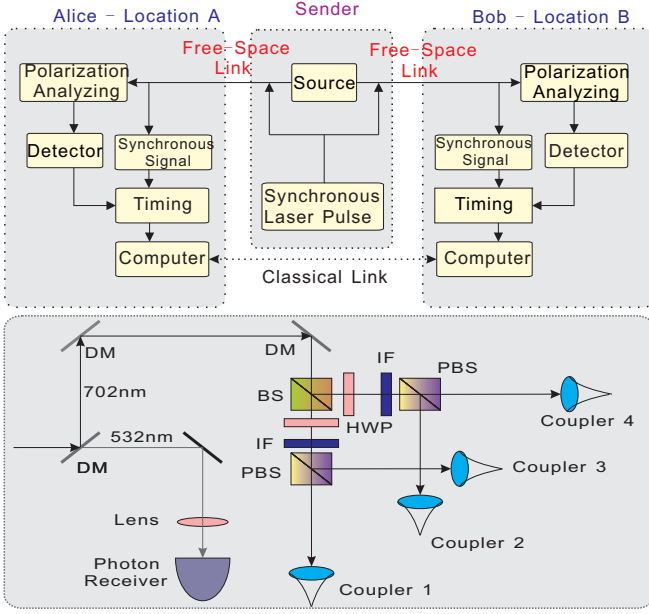 Alice – Location A
Sender
Bob – Location B
Free-Space
Link
Free-Space
Link
Polarization
Analyzing
Source
Polarization
Analyzing
Detector
Synchronous
Signal
Synchronous
Signal
Detector
Timing
Synchronous
Laser Pulse
Timing
Computer
Computer
Classical Link
DM
DM
702nm
BS
IF
PBS
HWP
Coupler 4
532nm
DM
IF
PBS
Coupler 3
Lens
Coupler 2
Photon
Receiver
Coupler 1